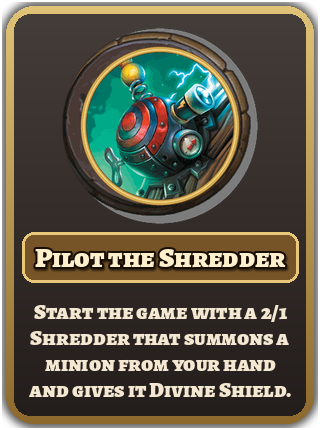 Pilot the Shredder
Start the game with a 2/1
Shredder that summons a
minion from your hand
and gives it Divine Shield.